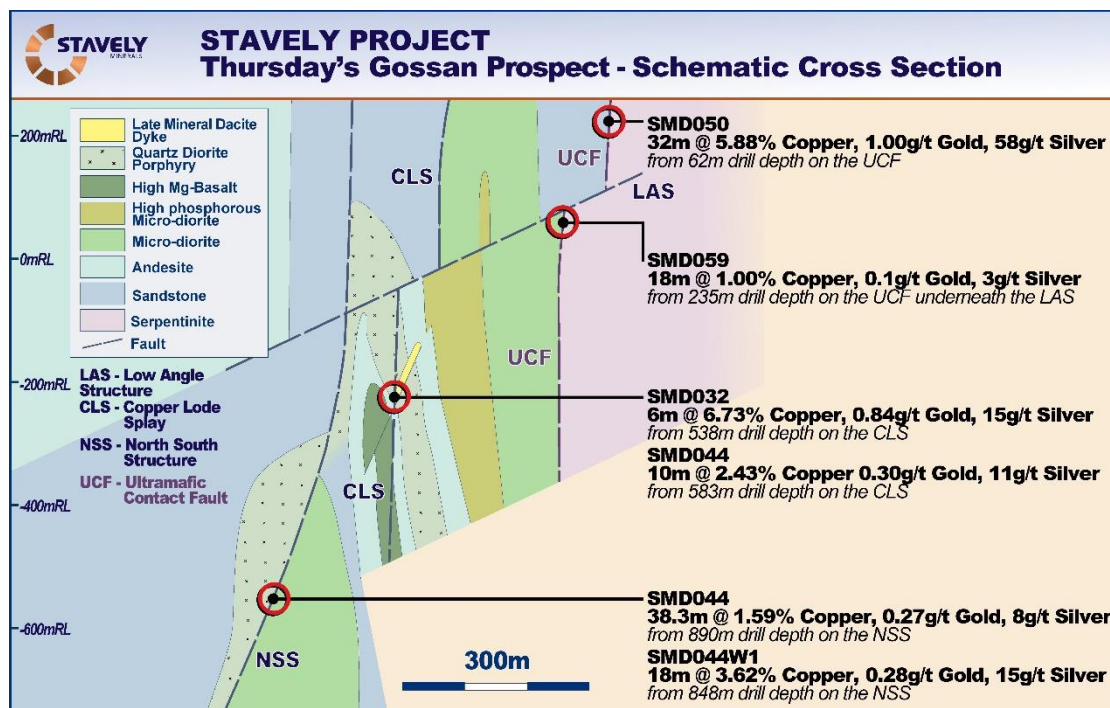 STAVELY
MINERALS
STAVELY PROJECT
Thursday's Gossan Prospect - Schematic Cross Section
200mRL
0mRL
-200mRL
-400mRL
-600mRL
Late Mineral Dacite
Dyke
Quartz Diorite
Porphyry
High Mg-Basalt
High phosphorous
Micro-diorite
Micro-diorite
Andesite
Sandstone
Serpentinite
Fault
LAS - Low Angle
Structure
CLS - Copper Lode
Splay
NSS - North South
Structure
UCF - Ultramafic
Contact Fault
CLS
UCF
LAS
UCF
CLS
NSS
300m
SMD050
32m @ 5.88% Copper, 1.00g/t Gold, 58g/t Silver
from 62m drill depth on the UCF
SMD059
18m @ 1.00% Copper, 0.1g/t Gold, 3g/t Silver
from 235m drill depth on the UCF underneath the LAS
SMD032
6m @ 6.73% Copper, 0.84g/t Gold, 15g/t Silver
from 538m drill depth on the CLS
SMD044
10m @ 2.43% Copper 0.30g/t Gold, 11g/t Silver
from 583m drill depth on the CLS
SMD044
38.3m @ 1.59% Copper, 0.27g/t Gold, 8g/t Silver
from 890m drill depth on the NSS
SMD044W1
18m @ 3.62% Copper, 0.28g/t Gold, 15g/t Silver
from 848m drill depth on the NSS